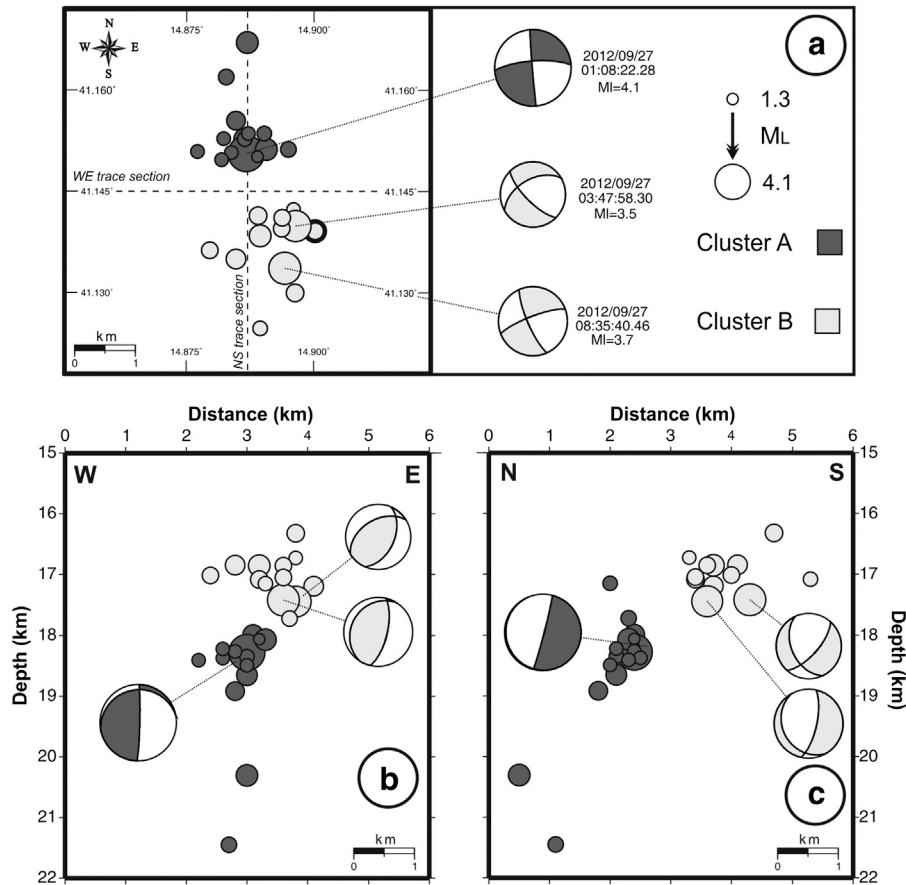 N
W E
S
14.875° 14.900°
41.160° 41.160°
WE trace section
41.145° 41.145°
41.130° 41.130°
NS trace section
km
0 1
14.875° 14.900°
2012/09/27
01:08:22.28
Ml=4.1
2012/09/27
03:47:58.30
Ml=3.5
2012/09/27
08:35:40.46
Ml=3.7
a
1.3
ML
4.1
Cluster A
Cluster B
Distance (km)
0 1 2 3 4 5 6
W E
Depth (km)
15
16
17
18
19
20
21
22
b
km
0 1
Distance (km)
0 1 2 3 4 5 6
N S
15
16
17
18
19
20
21
22
Depth (km)
c
km
0 1